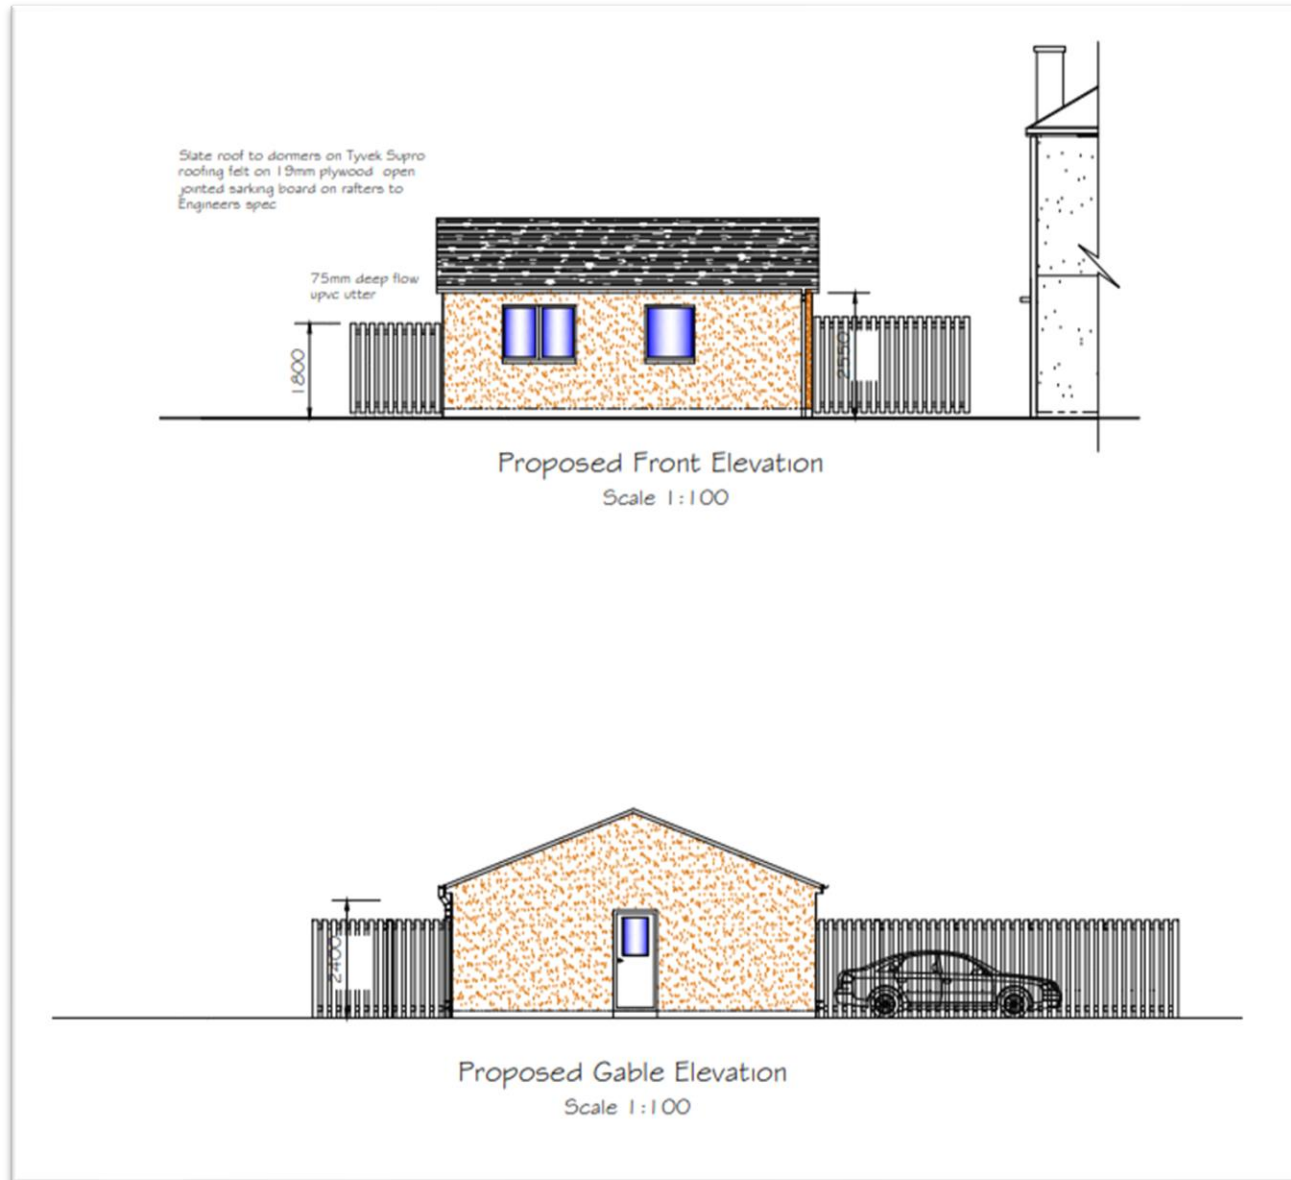 Slate roof to dormers on Tyvek Supro
roofing felt on 19mm plywood open
jointed sarking board on rafters to
Engineers spec
75mm deep flow
upvc utter
1800
2550
Proposed Front Elevation
Scale 1:100
2400
Proposed Gable Elevation
Scale 1:100